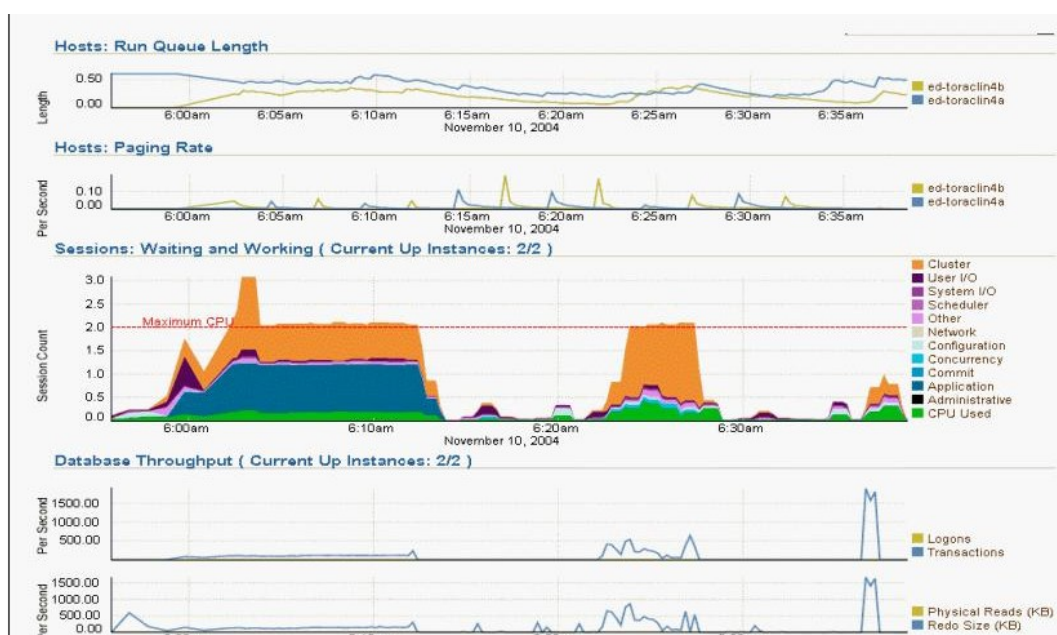 Hosts: Run Queue Length
0.50
0.00
Length
6:00am 6:05am 6:10am 6:15am 6:20am 6:25am 6:30am 6:35am
November 10, 2004
ed-toraclin4b
ed-toraclin4a
Hosts: Paging Rate
0.10
0.00
Per Second
6:00am 6:05am 6:10am 6:15am 6:20am 6:25am 6:30am 6:35am
November 10, 2004
ed-toraclin4b
ed-toraclin4a
Sessions: Waiting and Working ( Current Up Instances: 2/2 )
3.0
2.5
2.0
1.5
1.0
0.5
0.0
Session Count
Maximum CPU
6:00am 6:10am 6:20am 6:30am
November 10, 2004
Cluster
User I/O
System I/O
Scheduler
Other
Network
Configuration
Concurrency
Commit
Application
Administrative
CPU Used
Database Throughput ( Current Up Instances: 2/2 )
1500.00
1000.00
500.00
Per Second
Logons
Transactions
1500.00
1000.00
500.00
0.00
Per Second
Physical Reads (KB)
Redo Size (KB)